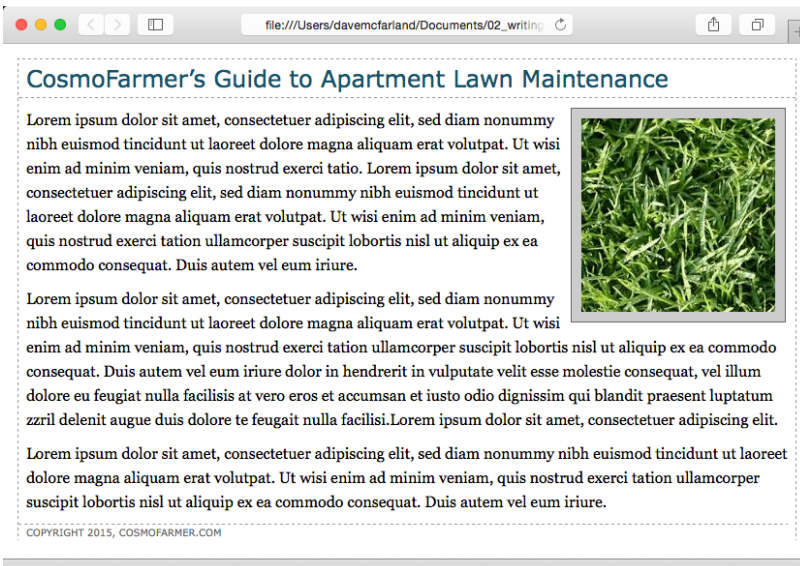 file:///Users/davemcfarland/Documents/02_writing
CosmoFarmer’s Guide to Apartment Lawn Maintenance
Lorem ipsum dolor sit amet, consectetuer adipiscing elit, sed diam nonummy
nibh euismod tincidunt ut laoreet dolore magna aliquam erat volutpat. Ut wisi
enim ad minim veniam, quis nostrud exerci tatio. Lorem ipsum dolor sit amet,
consectetuer adipiscing elit, sed diam nonummy nibh euismod tincidunt ut
laoreet dolore magna aliquam erat volutpat. Ut wisi enim ad minim veniam,
quis nostrud exerci tation ullamcorper suscipit lobortis nisl ut aliquip ex ea
commodo consequat. Duis autem vel eum iriure.
Lorem ipsum dolor sit amet, consectetuer adipiscing elit, sed diam nonummy
nibh euismod tincidunt ut laoreet dolore magna aliquam erat volutpat. Ut wisi
enim ad minim veniam, quis nostrud exerci tation ullamcorper suscipit lobortis nisl ut aliquip ex ea commodo
consequat. Duis autem vel eum iriure dolor in hendrerit in vulputate velit esse molestie consequat, vel illum
dolore eu feugiat nulla facilisis at vero eros et accumsan et iusto odio dignissim qui blandit praesent luptatum
zzril delenit augue duis dolore te feugait nulla facilisi.Lorem ipsum dolor sit amet, consectetuer adipiscing elit.
Lorem ipsum dolor sit amet, consectetuer adipiscing elit, sed diam nonummy nibh euismod tincidunt ut laoreet
dolore magna aliquam erat volutpat. Ut wisi enim ad minim veniam, quis nostrud exerci tation ullamcorper
suscipit lobortis nisl ut aliquip ex ea commodo consequat. Duis autem vel eum iriure.
COPYRIGHT 2015, COSMOFARMER.COM